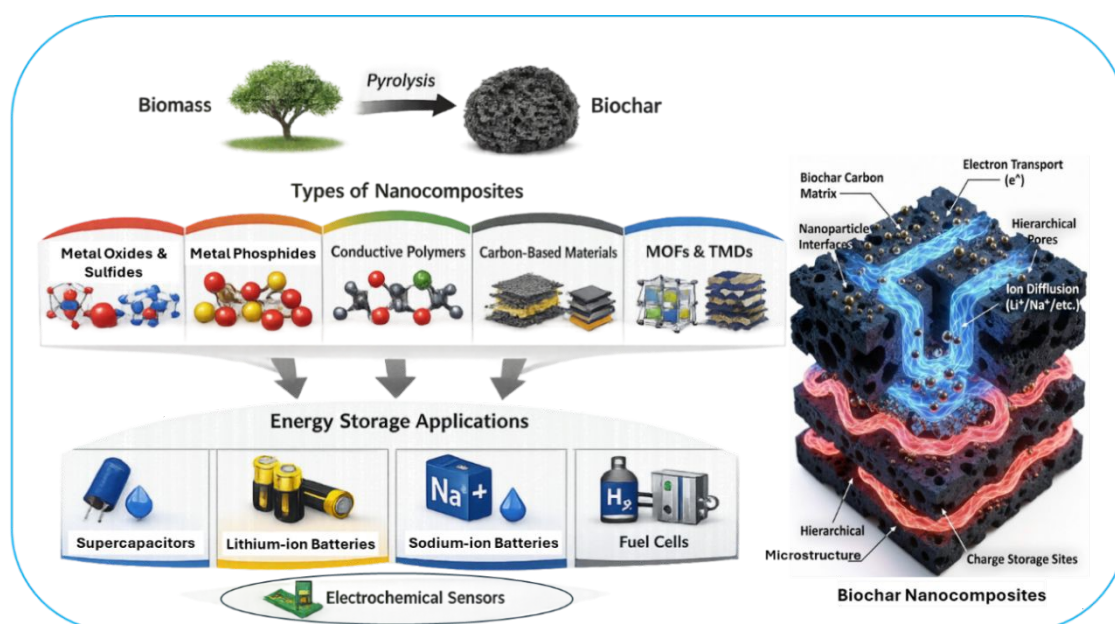 Pyrolysis
Biomass
Biochar
Types of Nanocomposites
Metal Oxides &
Sulfides
Metal Phosphides
Conductive Polymers
Carbon-Based Materials
MOFs & TMDs
Energy Storage Applications
Na +
H9.
Supercapacitors
Lithium-ion Batteries
Sodium-ion Batteries
Fuel Cells
Electrochemical Sensors
Electron Transport
(e^)
Biochar Carbon
Matrix
Nanoparticle
Interfaces
Hierarchical
Pores
Ion Dlffusion
(Li⁺/Na⁺/etc.)
Hierarchical
Microstructure
Charge Storage Sites
Biochar Nanocomposites